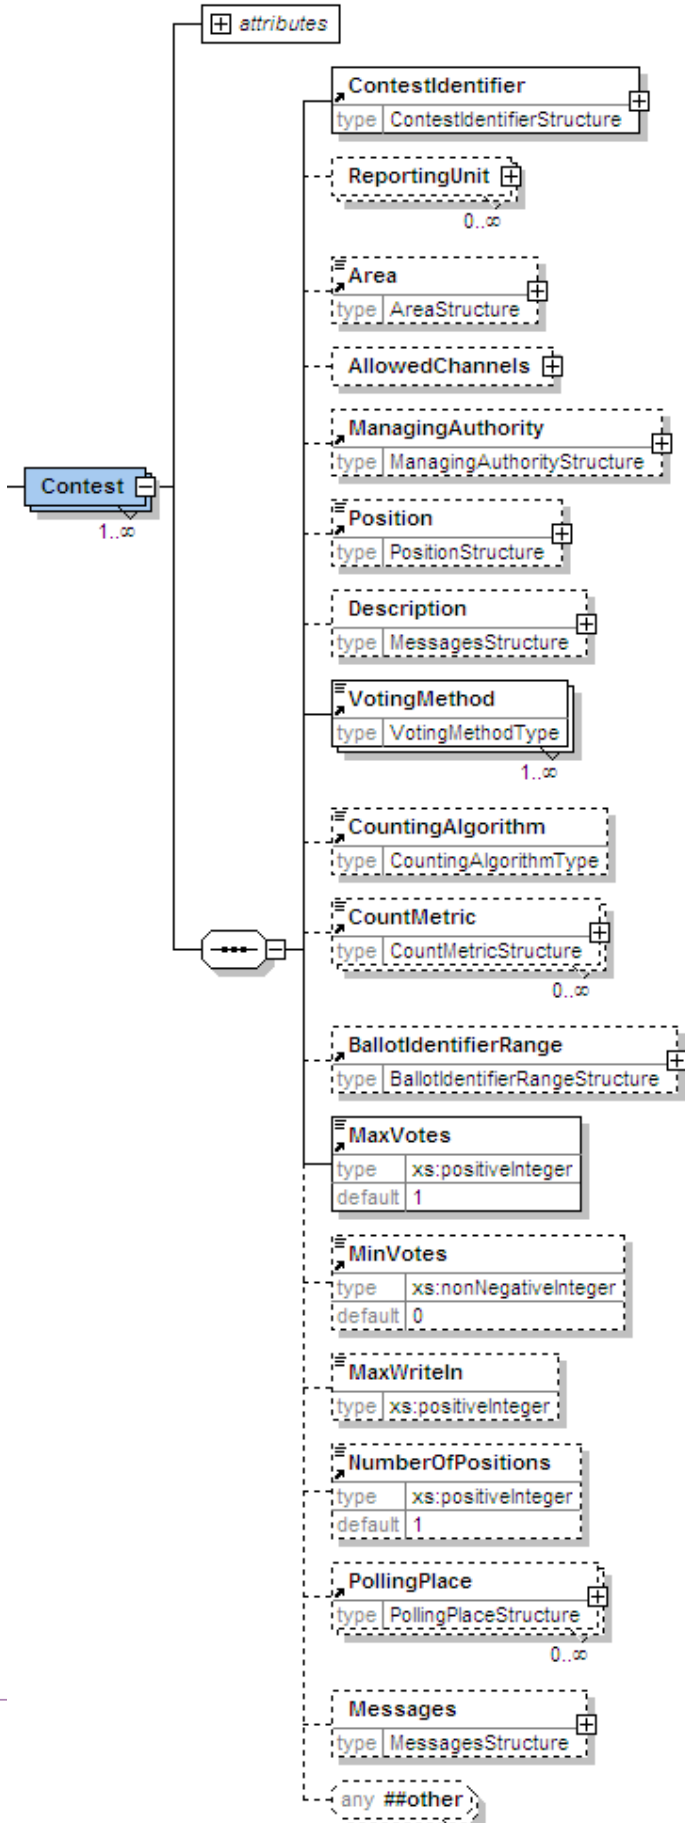 attributes
ContestIdentifier
type ContestIdentifierStructure
ReportingUnit
0..∞
Area
type AreaStructure
AllowedChannels
ManagingAuthority
type ManagingAuthorityStructure
Contest
1..∞
Position
type PositionStructure
Description
type MessagesStructure
VotingMethod
type VotingMethodType
1..∞
CountingAlgorithm
type CountingAlgorithmType
CountMetric
type CountMetricStructure
0..∞
BallotIdentifierRange
type BallotIdentifierRangeStructure
MaxVotes
type xs:positiveInteger
default 1
MinVotes
type xs:nonNegativeInteger
default 0
MaxWriteIn
type xs:positiveInteger
NumberOfPositions
type xs:positiveInteger
default 1
PollingPlace
type PollingPlaceStructure
0..∞
Messages
type MessagesStructure
any ##other